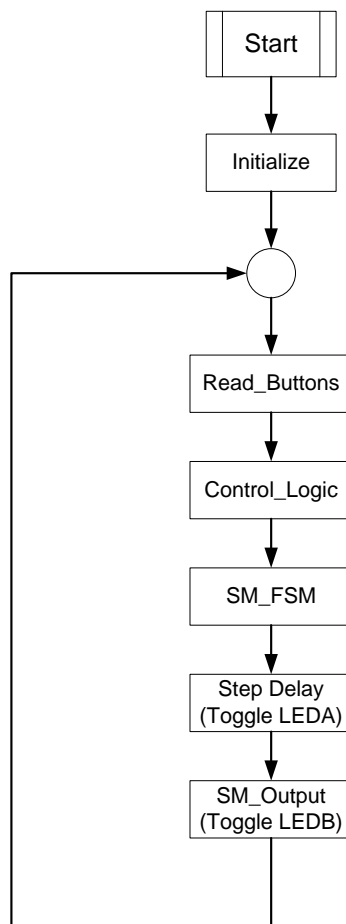 Start
Initialize
Read_Buttons
Control_Logic
SM_FSM
Step Delay
(Toggle LEDA)
SM_Output
(Toggle LEDB)